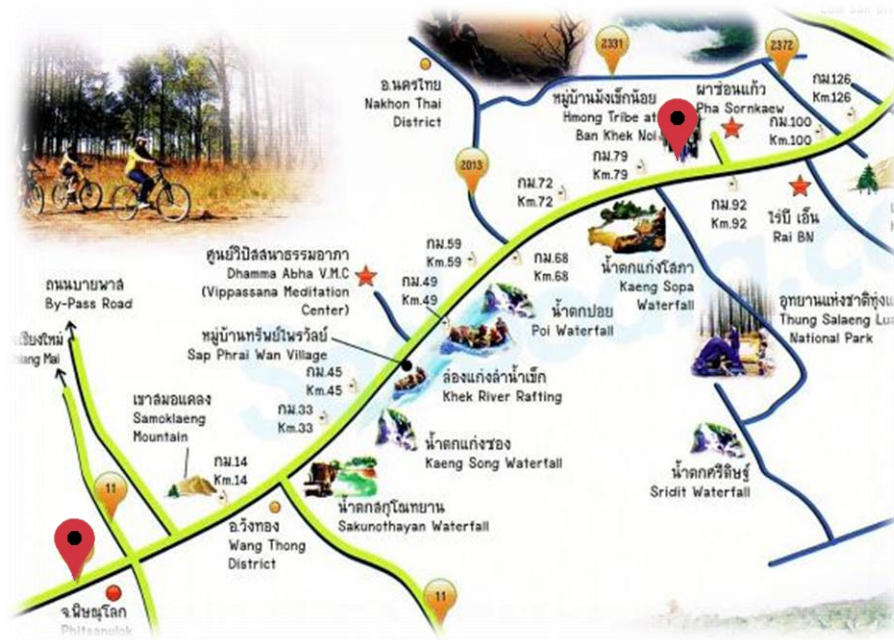 2331
2372
อ.นครไทย
Nakhon Thai
District
หมู่บ้านม้งเข็กน้อย
Hmong Tribe at
Ban Khek Noi
ผาซ่อนแก้ว
Pha Sornkaew
กม.126
Km.126
กม.100
Km.100
กม.79
Km.79
2013
กม.72
Km.72
กม.92
Km.92
ไร่บี เอ็น
Rai BN
กม.59
Km.59
กม.68
Km.68
ศูนย์วิปัสสนาธรรมอาภา
Dhamma Abha V.M.C
(Vippassana Meditation
Center)
กม.49
Km.49
น้ำตกแก่งโสภา
Kaeng Sopa
Waterfall
ถนนบายพาส
By-Pass Road
น้ำตกปอย
Poi Waterfall
อุทยานแห่งชาติทุ่งแ
Thung Salaeng Lua
National Park
เชียงใหม่
iang Mai
หมู่บ้านทรัพย์ไพรวัลย์
Sap Phrai Wan Village
กม.45
Km.45
ล่องแก่งลำน้ำเข็ก
Khek River Rafting
เขาสมอแคลง
Samoklaeng
Mountain
กม.33
Km.33
น้ำตกแก่งซอง
Kaeng Song Waterfall
กม.14
Km.14
น้ำตกศรีดิษฐ์
Sridit Waterfall
11
น้ำตกสกุโณทยาน
Sakunothayan Waterfall
อ.วังทอง
Wang Thong
District
11
จ.พิษณุโลก
Phitsanulok